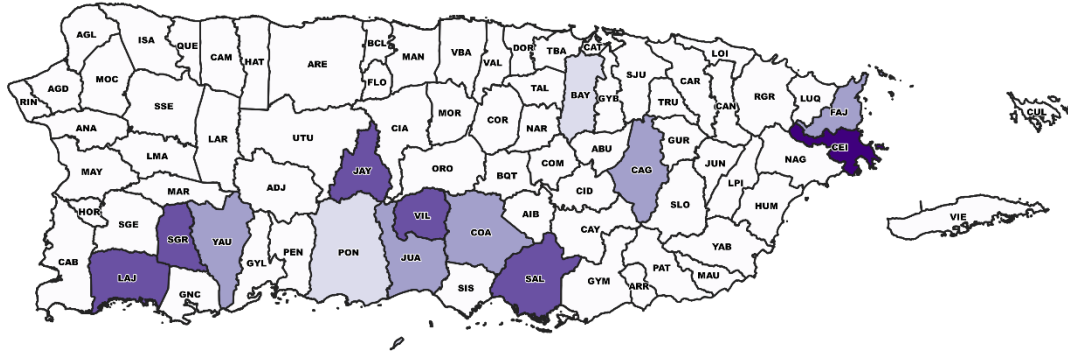 AGL
ISA
QUE
CAM
HAT
ARE
BCL
FLO
MAN
VBA
VAL
DOR
TBA
CAT
BAY
GYB
SJU
CAR
LOI
CAN
RGR
LUQ
FAJ
CUL
RIN
AGD
MOC
SSE
LAR
UTU
CIA
MOR
COR
TAL
NAR
TRU
GUR
ABU
CEI
NAG
ANA
LMA
MAY
MAR
ADJ
JAY
ORO
BQT
COM
CID
CAG
JUN
LPI
SLO
HUM
VIE
HOR
SGE
SGR
YAU
GYL
PEN
PON
JUA
VIL
COA
AIB
CAY
YAB
CAB
LAJ
GNC
SIS
SAL
GYM
ARR
PAT
MAU